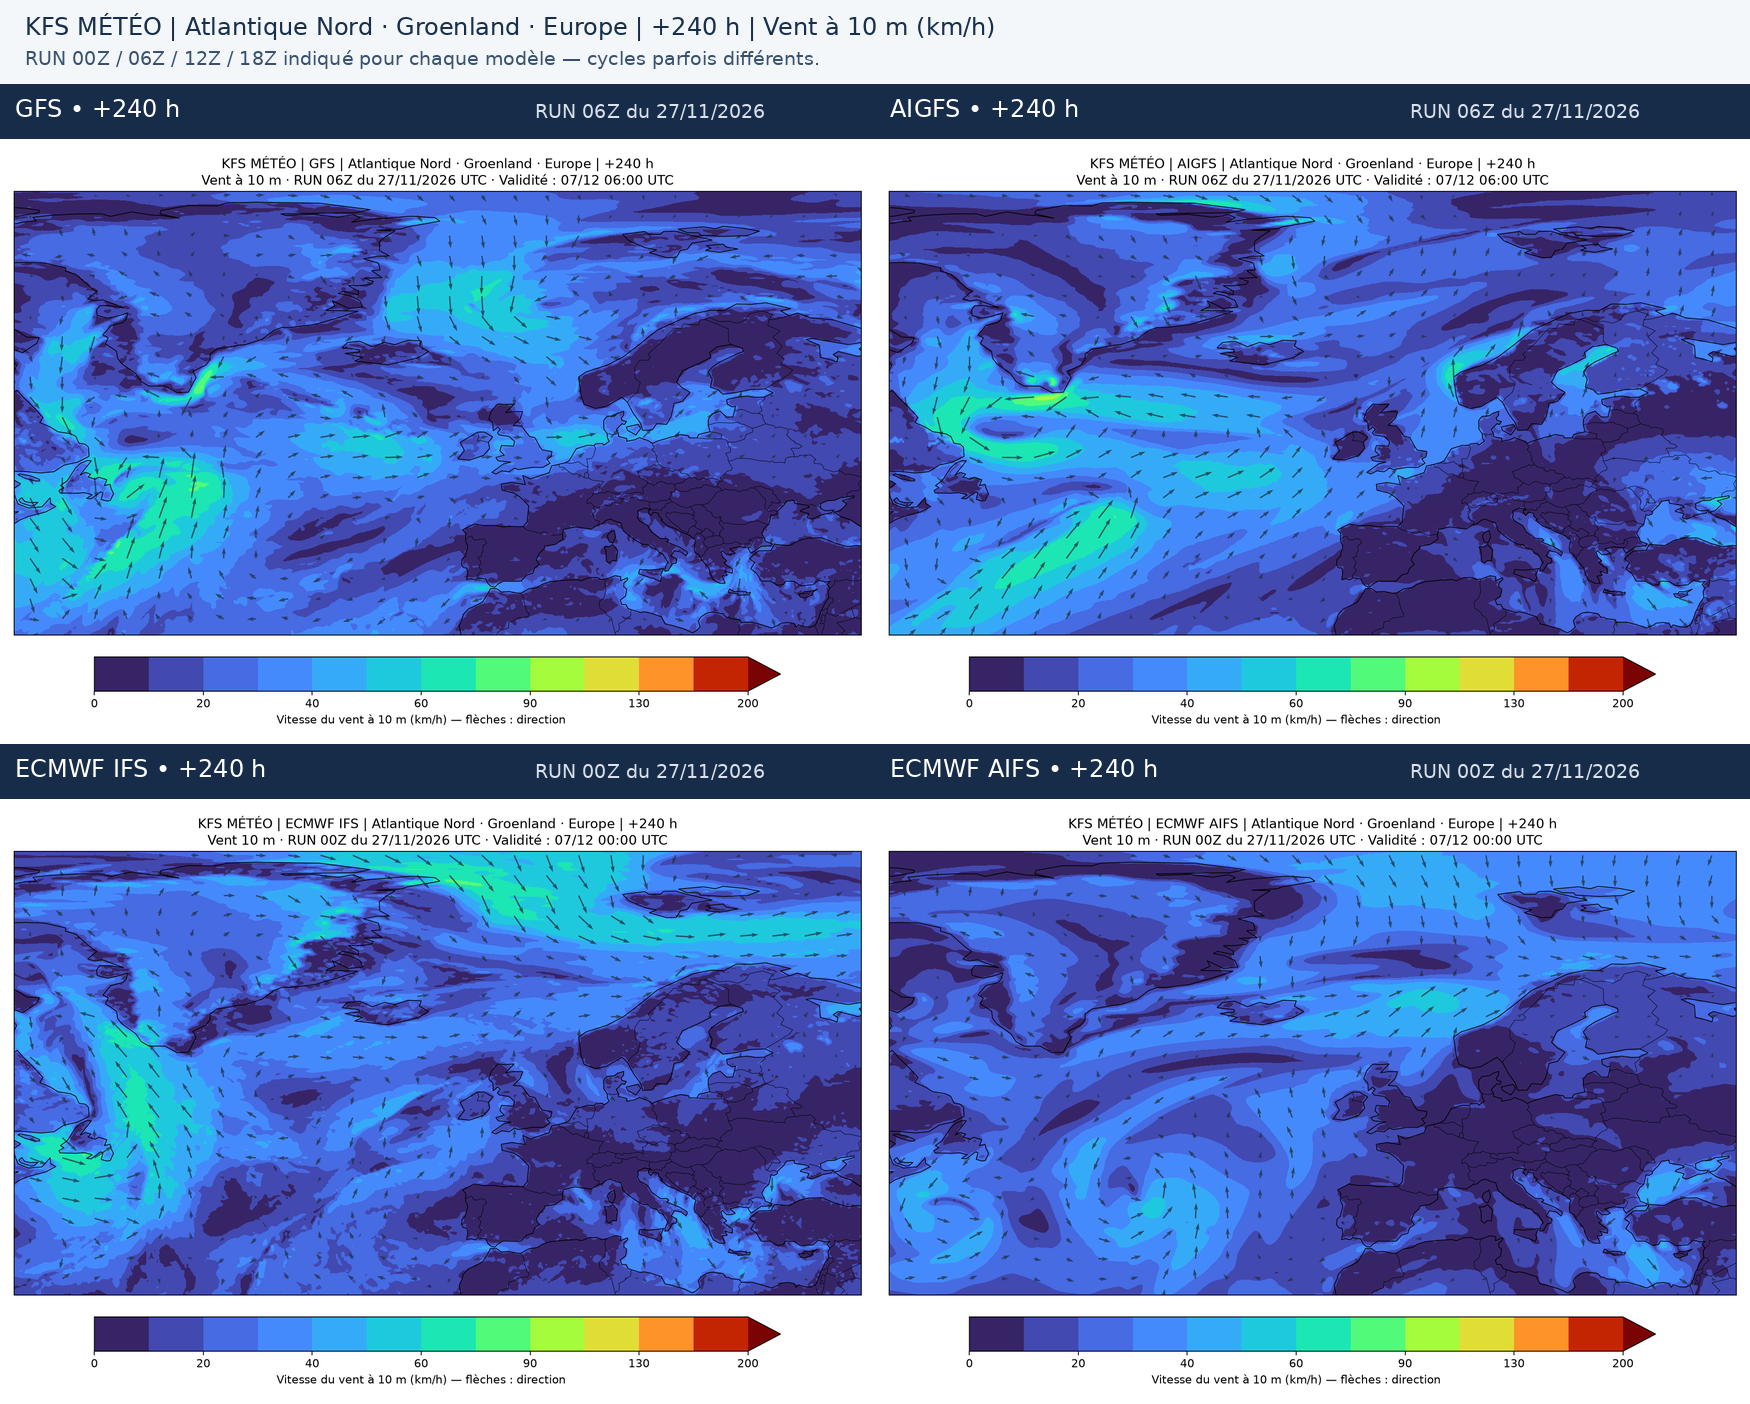 KFS MÉTÉO | Atlantique Nord · Groenland · Europe | +240 h | Vent à 10 m (km/h)
RUN 00Z / 06Z / 12Z / 18Z indiqué pour chaque modèle — cycles parfois différents.
GFS • +240 h
RUN 06Z du 27/11/2026
KFS MÉTÉO | GFS | Atlantique Nord · Groenland · Europe | +240 h
Vent à 10 m · RUN 06Z du 27/11/2026 UTC · Validité : 07/12 06:00 UTC
0 20 40 60 90 130 200
Vitesse du vent à 10 m (km/h) — flèches : direction
AIGFS • +240 h
RUN 06Z du 27/11/2026
KFS MÉTÉO | AIGFS | Atlantique Nord · Groenland · Europe | +240 h
Vent à 10 m · RUN 06Z du 27/11/2026 UTC · Validité : 07/12 06:00 UTC
0 20 40 60 90 130 200
Vitesse du vent à 10 m (km/h) — flèches : direction
ECMWF IFS • +240 h
RUN 00Z du 27/11/2026
KFS MÉTÉO | ECMWF IFS | Atlantique Nord · Groenland · Europe | +240 h
Vent 10 m · RUN 00Z du 27/11/2026 UTC · Validité : 07/12 00:00 UTC
0 20 40 60 90 130 200
Vitesse du vent à 10 m (km/h) — flèches : direction
ECMWF AIFS • +240 h
RUN 00Z du 27/11/2026
KFS MÉTÉO | ECMWF AIFS | Atlantique Nord · Groenland · Europe | +240 h
Vent 10 m · RUN 00Z du 27/11/2026 UTC · Validité : 07/12 00:00 UTC
0 20 40 60 90 130 200
Vitesse du vent à 10 m (km/h) — flèches : direction